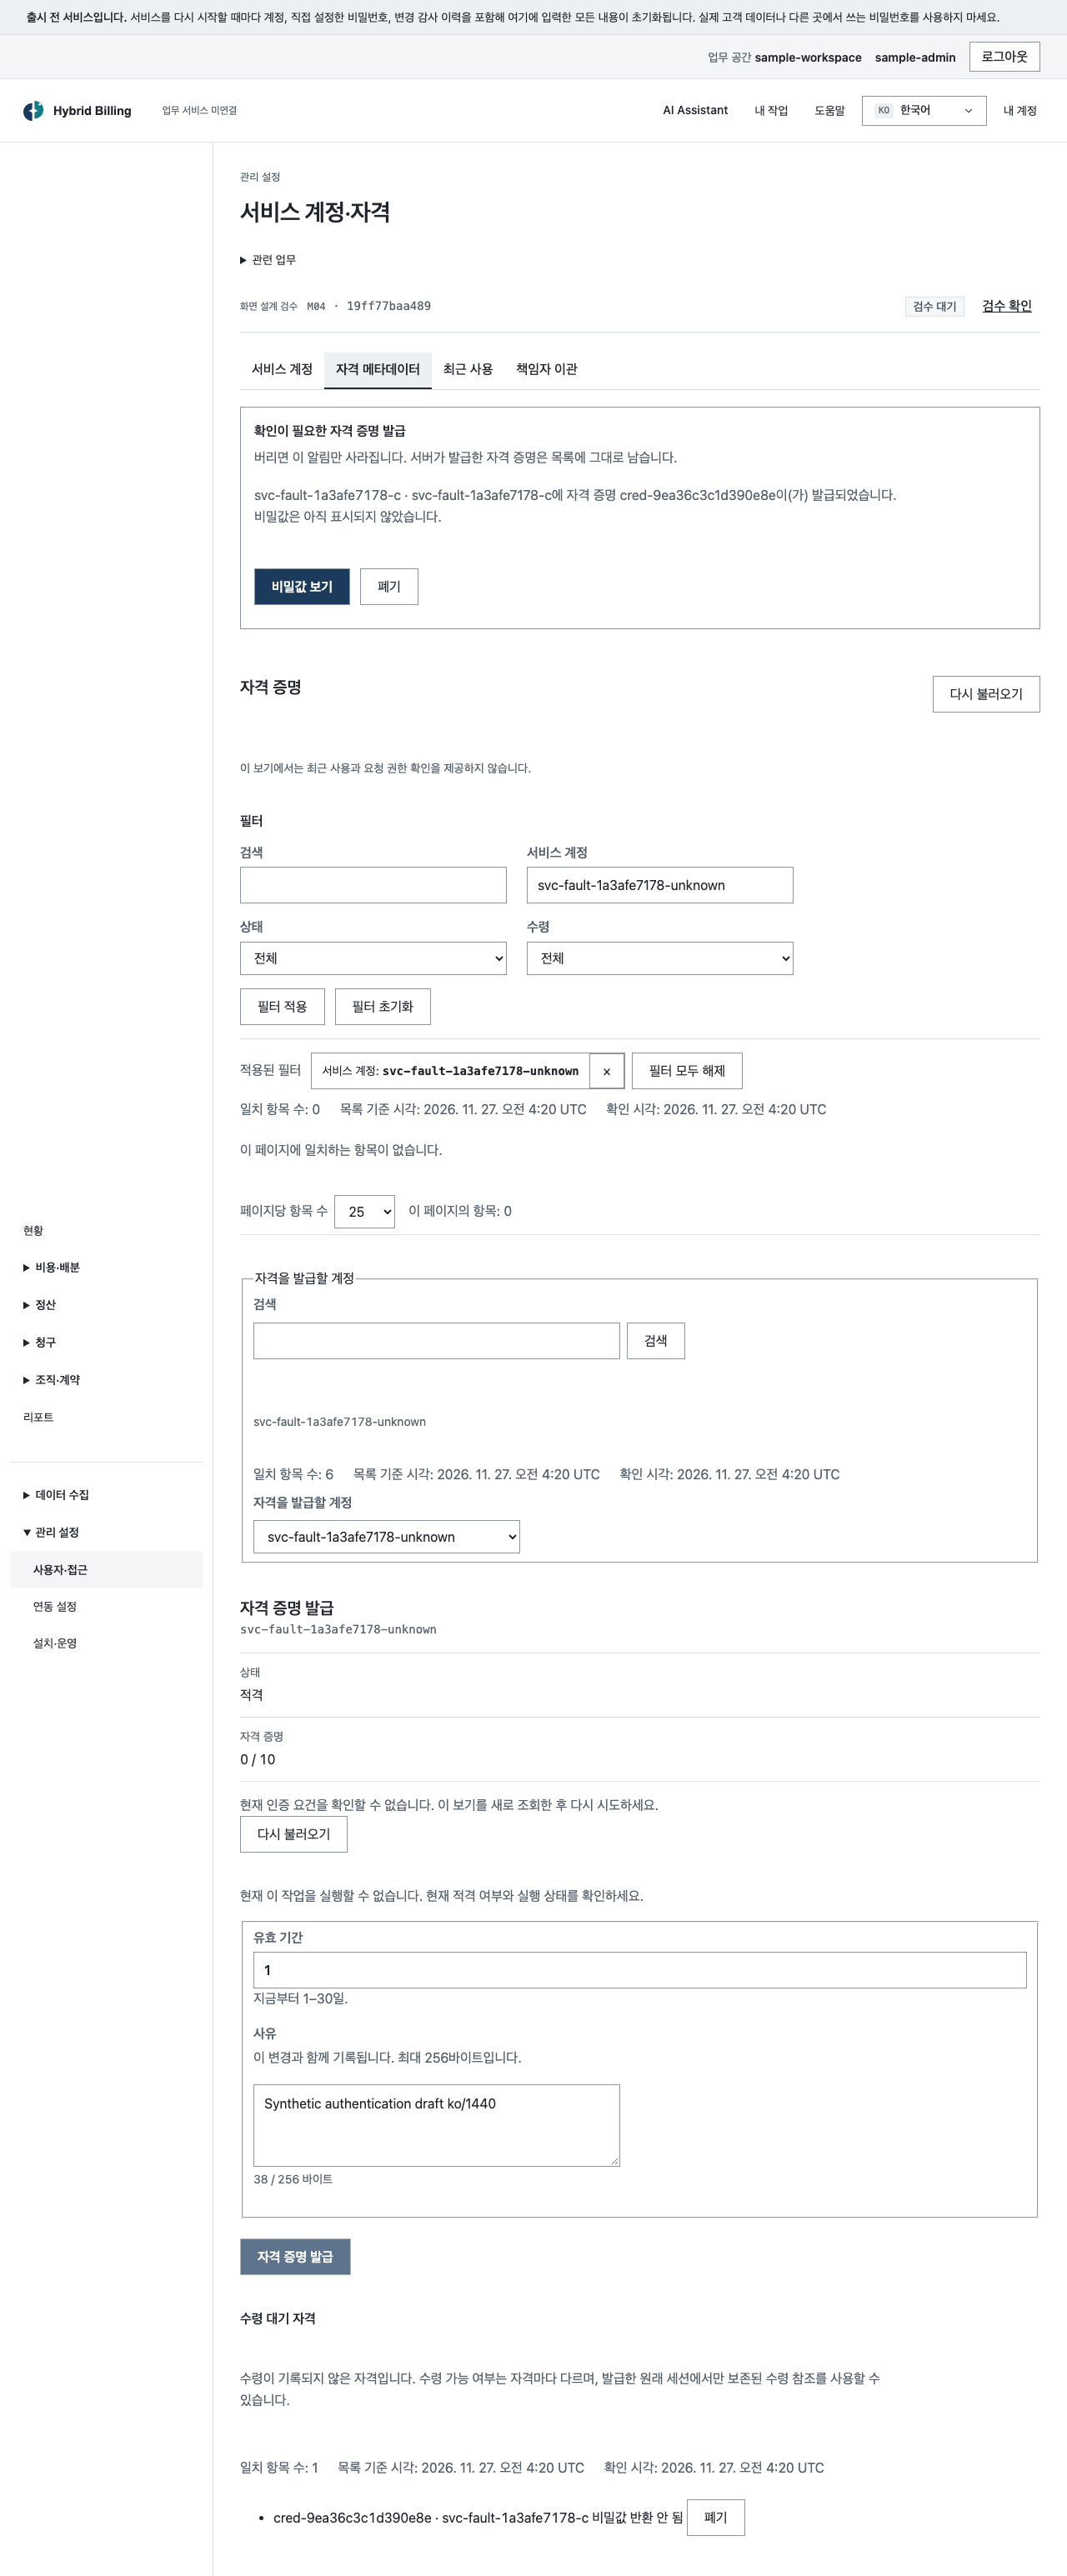 출시 전 서비스입니다. 서비스를 다시 시작할 때마다 계정, 직접 설정한 비밀번호, 변경 감사 이력을 포함해 여기에 입력한 모든 내용이 초기화됩니다. 실제 고객 데이터나 다른 곳에서 쓰는 비밀번호를 사용하지 마세요.
업무 공간 sample-workspace sample-admin 로그아웃
Hybrid Billing 업무 서비스 미연결 AI Assistant 내 작업 도움말 KO 한국어 내 계정
관리 설정
서비스 계정·자격
관련 업무
화면 설계 검수 M04 · 19ff77baa489 검수 대기 검수 확인
서비스 계정 자격 메타데이터 최근 사용 책임자 이관
확인이 필요한 자격 증명 발급
버리면 이 알림만 사라집니다. 서버가 발급한 자격 증명은 목록에 그대로 남습니다.
svc-fault-1a3afe7178-c · svc-fault-1a3afe7178-c에 자격 증명 cred-9ea36c3c1d390e8e이(가) 발급되었습니다.
비밀값은 아직 표시되지 않았습니다.
비밀값 보기 폐기
자격 증명 다시 불러오기
이 보기에서는 최근 사용과 요청 권한 확인을 제공하지 않습니다.
필터
검색 서비스 계정
svc-fault-1a3afe7178-unknown
상태 수령
전체 전체
필터 적용 필터 초기화
적용된 필터 서비스 계정: svc-fault-1a3afe7178-unknown × 필터 모두 해제
일치 항목 수: 0 목록 기준 시각: 2026. 11. 27. 오전 4:20 UTC 확인 시각: 2026. 11. 27. 오전 4:20 UTC
이 페이지에 일치하는 항목이 없습니다.
페이지당 항목 수 25 이 페이지의 항목: 0
현황
비용·배분
정산
청구
조직·계약
리포트
데이터 수집
관리 설정
사용자·접근
연동 설정
설치·운영
자격을 발급할 계정
검색
검색
svc-fault-1a3afe7178-unknown
일치 항목 수: 6 목록 기준 시각: 2026. 11. 27. 오전 4:20 UTC 확인 시각: 2026. 11. 27. 오전 4:20 UTC
자격을 발급할 계정
svc-fault-1a3afe7178-unknown
자격 증명 발급
svc-fault-1a3afe7178-unknown
상태
적격
자격 증명
0 / 10
현재 인증 요건을 확인할 수 없습니다. 이 보기를 새로 조회한 후 다시 시도하세요.
다시 불러오기
현재 이 작업을 실행할 수 없습니다. 현재 적격 여부와 실행 상태를 확인하세요.
유효 기간
1
지금부터 1–30일.
사유
이 변경과 함께 기록됩니다. 최대 256바이트입니다.
Synthetic authentication draft ko/1440
38 / 256 바이트
자격 증명 발급
수령 대기 자격
수령이 기록되지 않은 자격입니다. 수령 가능 여부는 자격마다 다르며, 발급한 원래 세션에서만 보존된 수령 참조를 사용할 수
있습니다.
일치 항목 수: 1 목록 기준 시각: 2026. 11. 27. 오전 4:20 UTC 확인 시각: 2026. 11. 27. 오전 4:20 UTC
• cred-9ea36c3c1d390e8e · svc-fault-1a3afe7178-c 비밀값 반환 안 됨 폐기